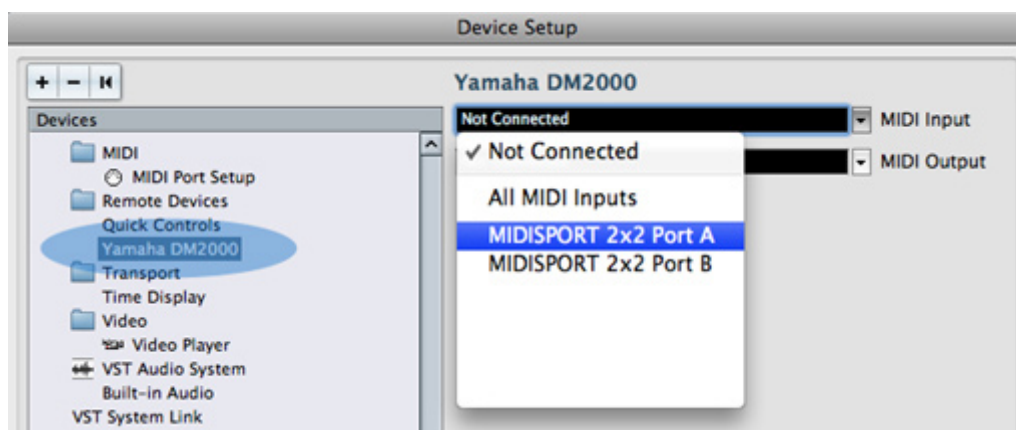 Device Setup
+ -
Yamaha DM2000
Devices
Not Connected
MIDI Input
MIDI Output
MIDI
MIDI Port Setup
Remote Devices
Quick Controls
Yamaha DM2000
Transport
Time Display
Video
Video Player
VST Audio System
Built-in Audio
VST System Link
✓ Not Connected
All MIDI Inputs
MIDISPORT 2x2 Port A
MIDISPORT 2x2 Port B